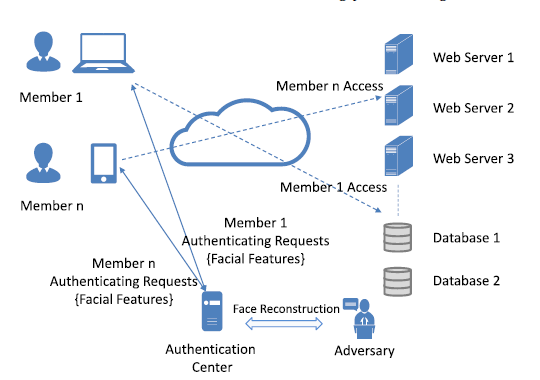 Member n Access
Web Server 1
Member 1
Web Server 2
Web Server 3
Member n
Member 1 Access
Member 1
Authenticating Requests
{Facial Features}
Database 1
Member n
Authenticating Requests
{Facial Features}
Database 2
Face Reconstruction
Authentication
Center
Adversary